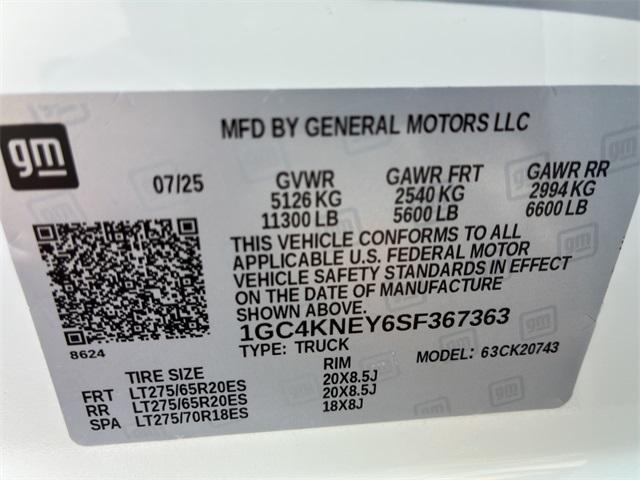 gm
MFD BY GENERAL MOTORS LLC
07/25 GVWR GAWR FRT GAWR RR
5126 KG 2540 KG 2994 KG
11300 LB 5600 LB 6600 LB
THIS VEHICLE CONFORMS TO ALL
APPLICABLE U.S. FEDERAL MOTOR
VEHICLE SAFETY STANDARDS IN EFFECT
ON THE DATE OF MANUFACTURE
SHOWN ABOVE.
1GC4KNEY6SF367363
8624 TYPE: TRUCK MODEL: 63CK20743
TIRE SIZE RIM
FRT LT275/65R20ES 20X8.5J
RR LT275/65R20ES 20X8.5J
SPA LT275/70R18ES 18X8J